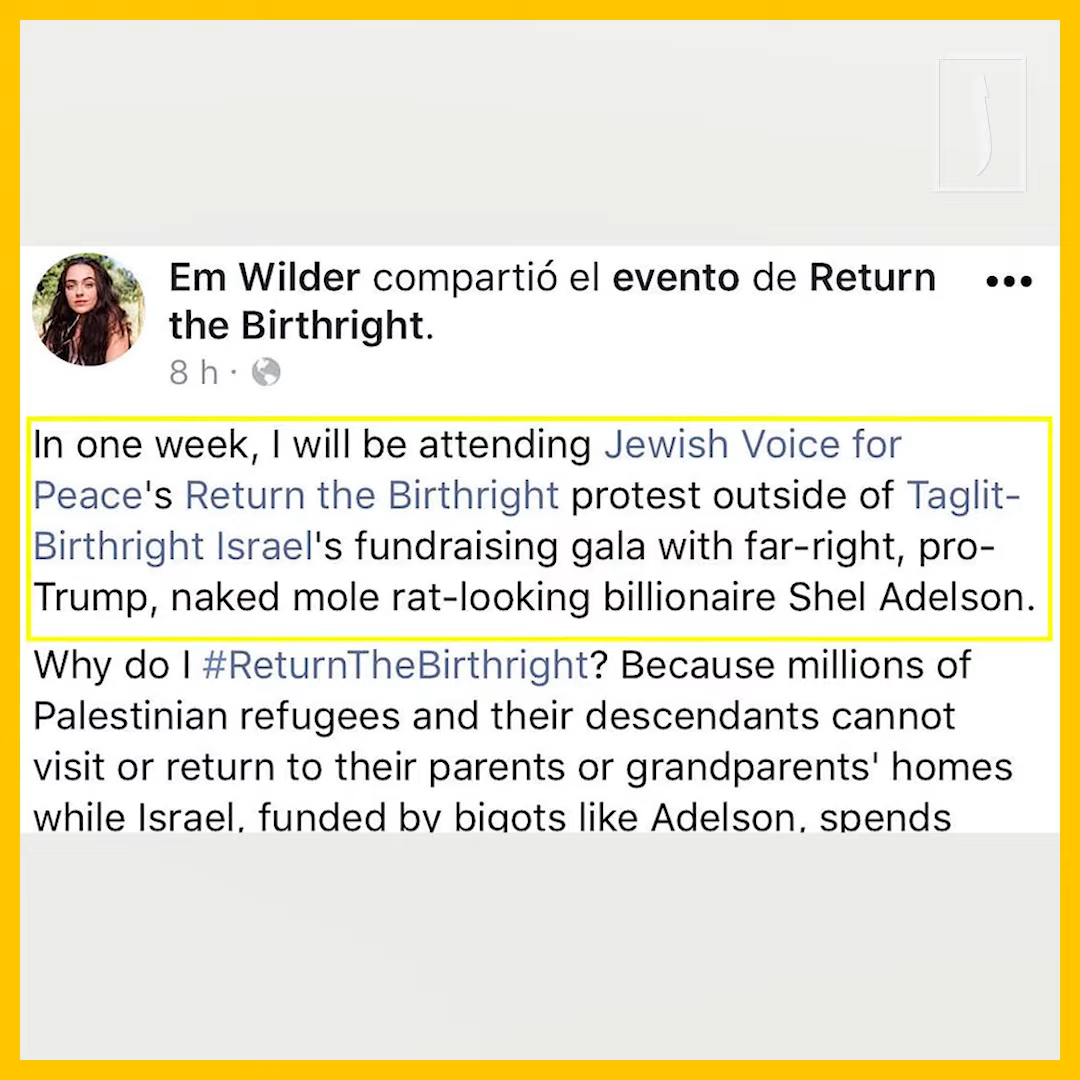 Em Wilder compartió el evento de Return
the Birthright.
8 h ·
In one week, I will be attending Jewish Voice for
Peace's Return the Birthright protest outside of Taglit-
Birthright Israel's fundraising gala with far-right, pro-
Trump, naked mole rat-looking billionaire Shel Adelson.
Why do I #ReturnTheBirthright? Because millions of
Palestinian refugees and their descendants cannot
visit or return to their parents or grandparents' homes
while Israel, funded by bigots like Adelson, spends